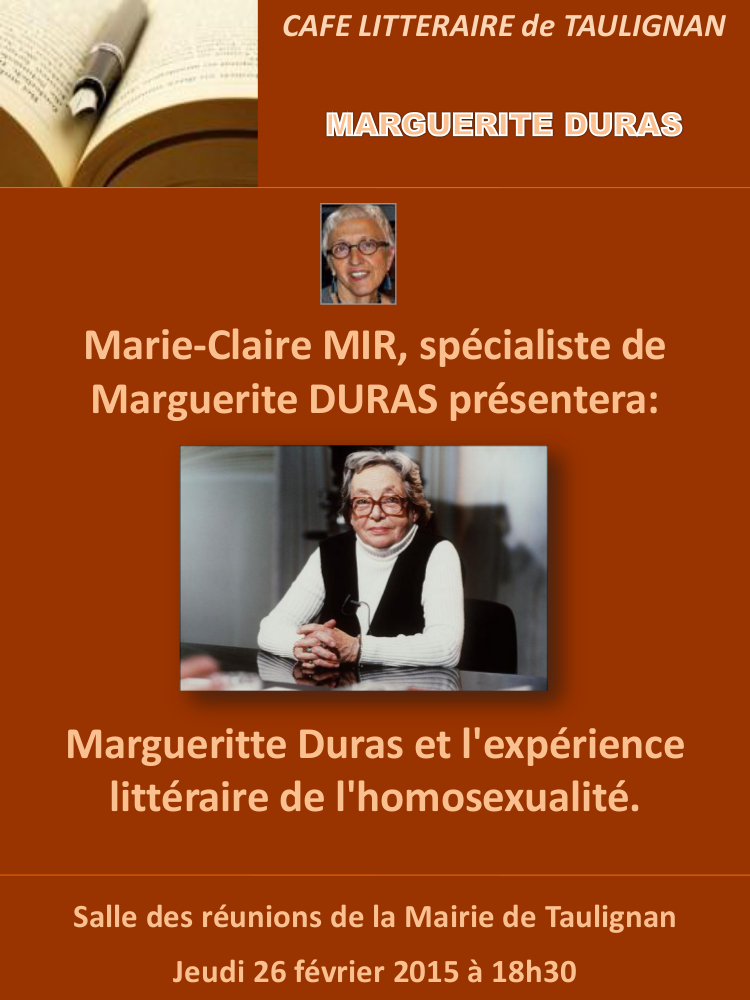 CAFE LITTERAIRE de TAULIGNAN
MARGUERITE DURAS
Marie-Claire MIR, spécialiste de
Marguerite DURAS présentera:
Margueritte Duras et l'expérience
littéraire de l'homosexualité.
Salle des réunions de la Mairie de Taulignan
Jeudi 26 février 2015 à 18h30